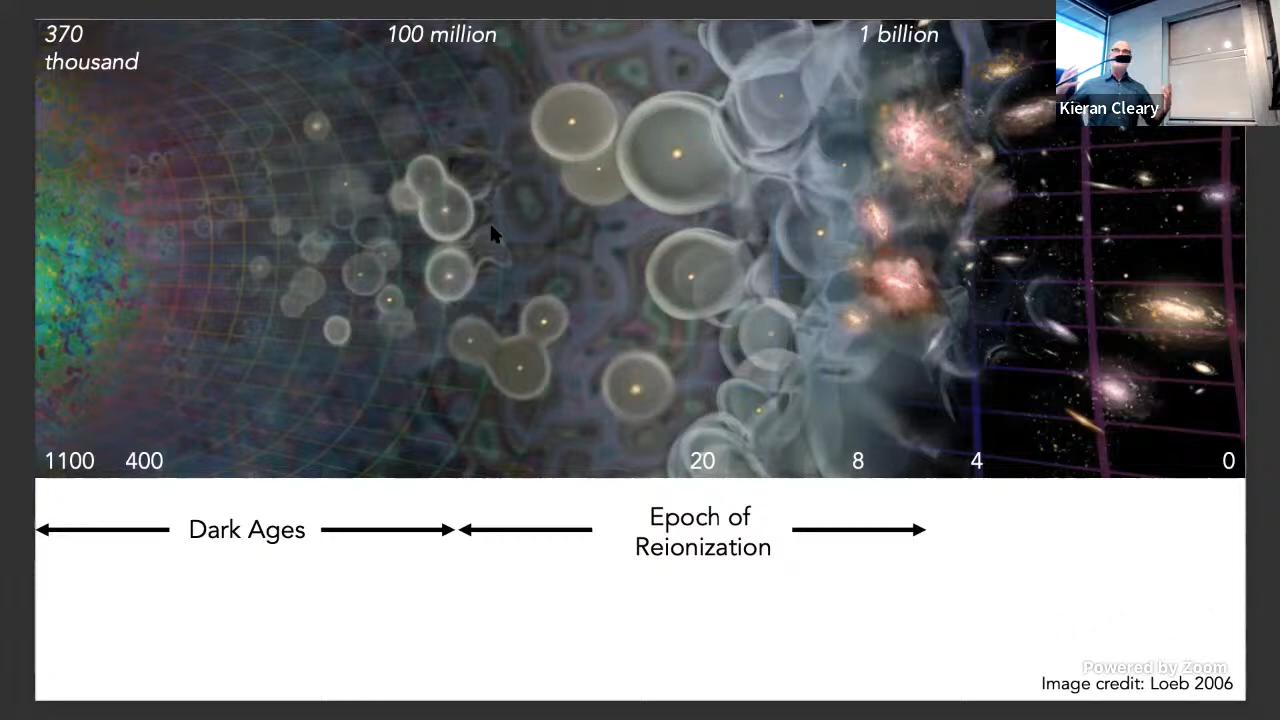 370
thousand
100 million
1 billion
Kieran Cleary
1100 400 20 8 4 0
Dark Ages
Epoch of
Reionization
Powered by Zoom
Image credit: Loeb 2006